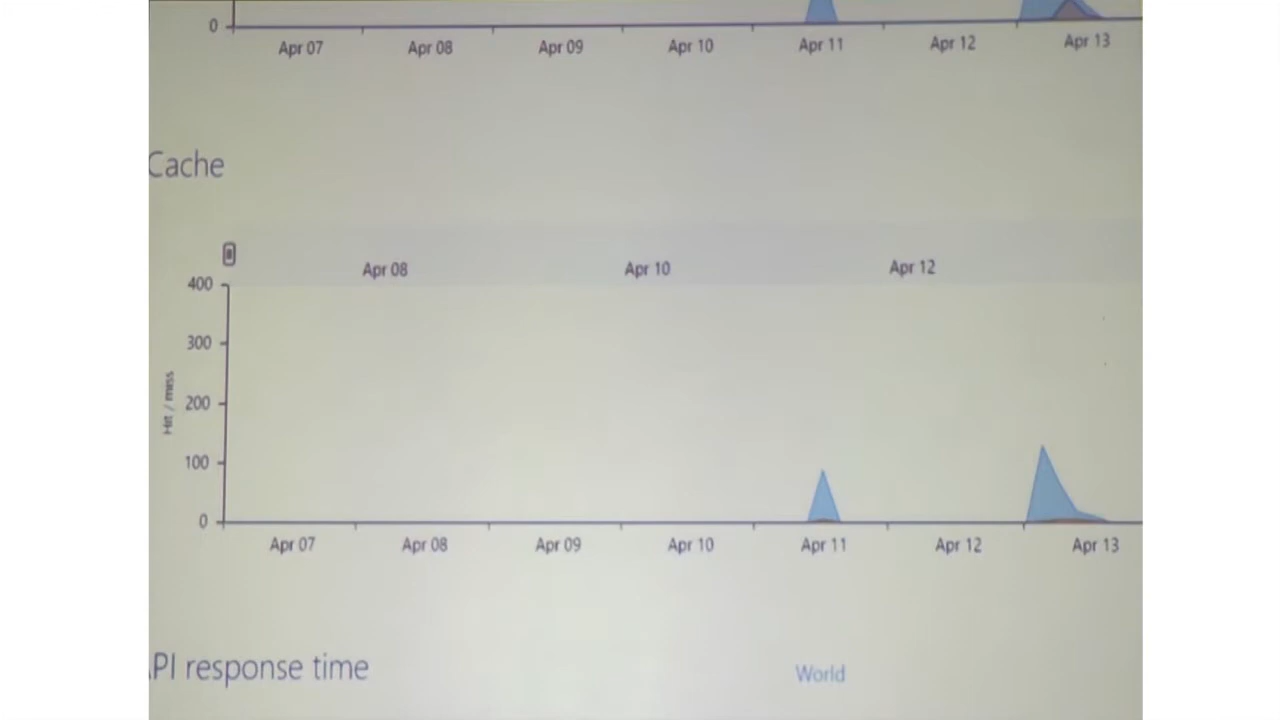 0
Apr 07 Apr 08 Apr 09 Apr 10 Apr 11 Apr 12 Apr 13
Cache
Apr 08 Apr 10 Apr 12
400
300
200
100
0
Hit / miss
Apr 07 Apr 08 Apr 09 Apr 10 Apr 11 Apr 12 Apr 13
PI response time
World